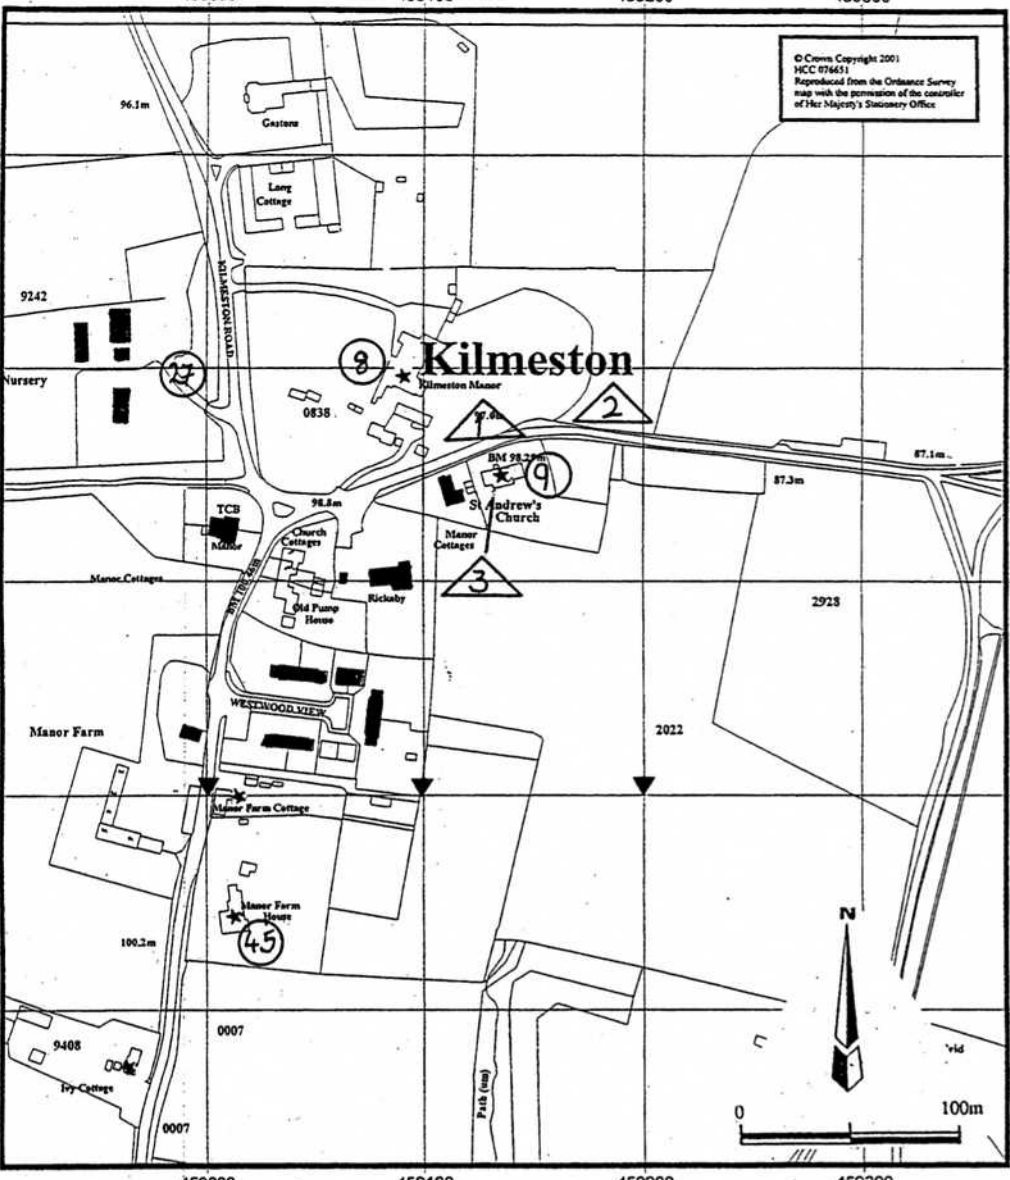 © Crown Copyright 2001
HCC 076651
Reproduced from the Ordnance Survey
map with the permission of the controller
of Her Majesty's Stationery Office
96.1m
Gastons
Long
Cottage
KILMESTON ROAD
9242
Nursery
27
8
Kilmeston
Kilmeston Manor
0838
1
2
BM 98.29m
9
87.1m
87.3m
St Andrew's
Church
TCB
Manor
98.8m
Church
Cottages
Manor
Cottages
3
Manor Cottages
Rickaby
Old Pump
House
2928
WESTWOOD VIEW
Manor Farm
2022
Manor Farm Cottage
Manor Farm
House
45
100.2m
N
0007
9408
Ivy Cottage
Path (um)
0
100m
0007